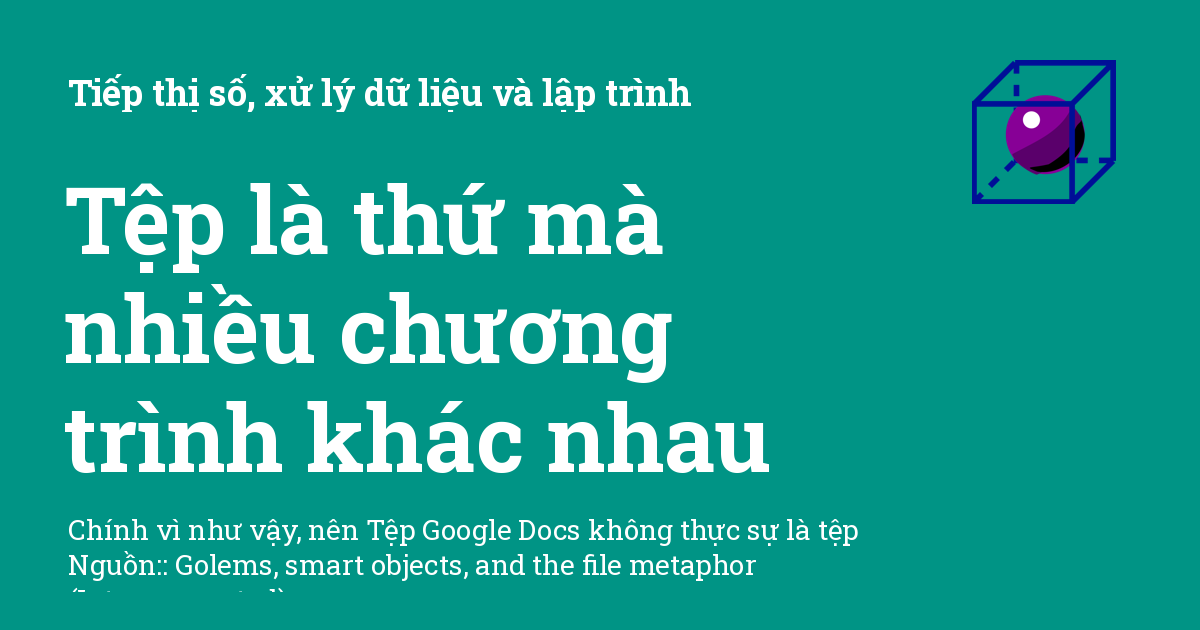 Tiếp thị số, xử lý dữ liệu và lập trình
Tệp là thứ mà
nhiều chương
trình khác nhau
Chính vì như vậy, nên Tệp Google Docs không thực sự là tệp
Nguồn:: Golems, smart objects, and the file metaphor